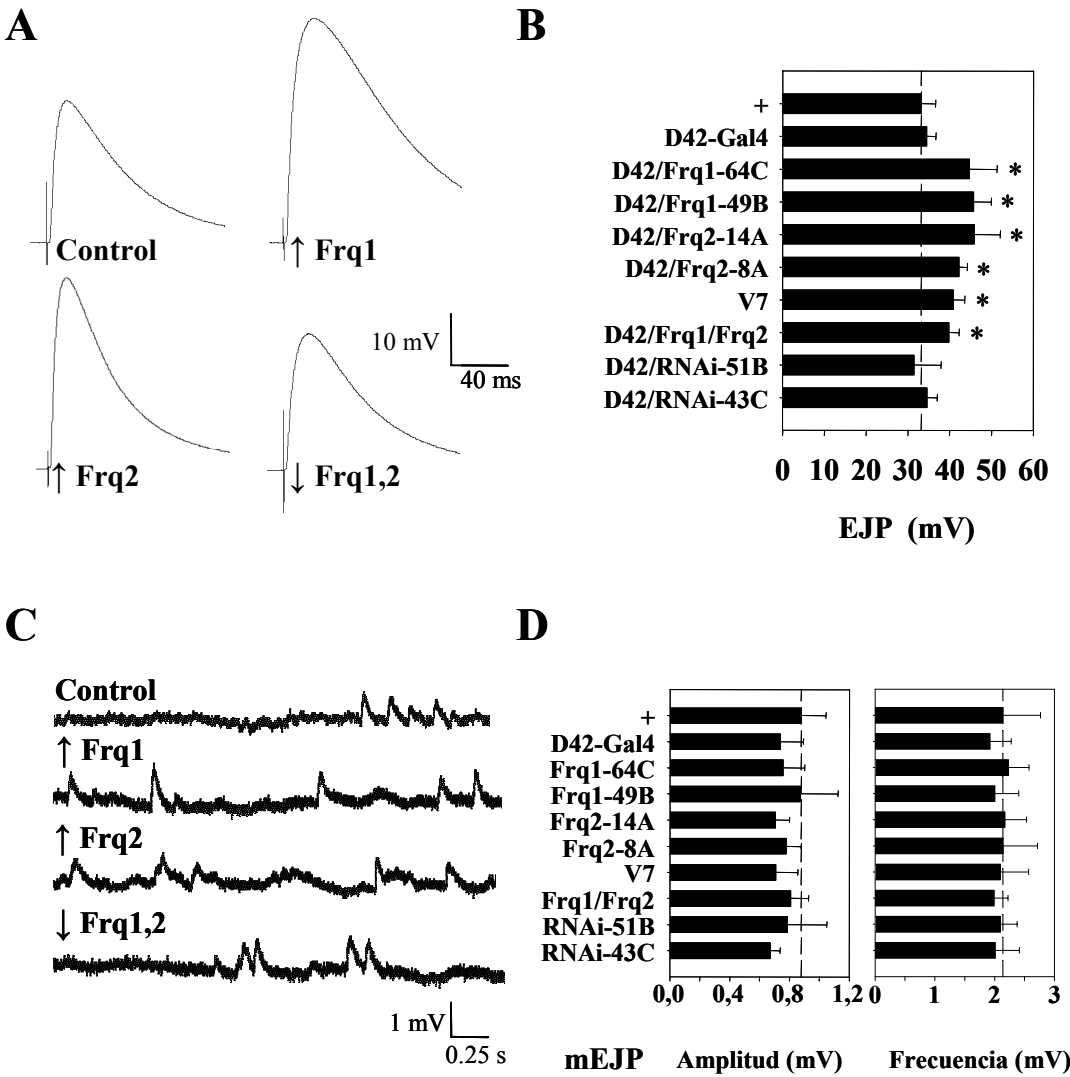 A
Control
↑ Frq1
↑ Frq2
↓ Frq1,2
10 mV
40 ms
B
+
D42-Gal4
D42/Frq1-64C *
D42/Frq1-49B *
D42/Frq2-14A *
D42/Frq2-8A *
V7 *
D42/Frq1/Frq2 *
D42/RNAi-51B
D42/RNAi-43C
0 10 20 30 40 50 60
EJP (mV)
C
Control
↑ Frq1
↑ Frq2
↓ Frq1,2
1 mV
0.25 s
D
+
D42-Gal4
Frq1-64C
Frq1-49B
Frq2-14A
Frq2-8A
V7
Frq1/Frq2
RNAi-51B
RNAi-43C
0,0 0,4 0,8 1,2 0 1 2 3
mEJP Amplitud (mV) Frecuencia (mV)